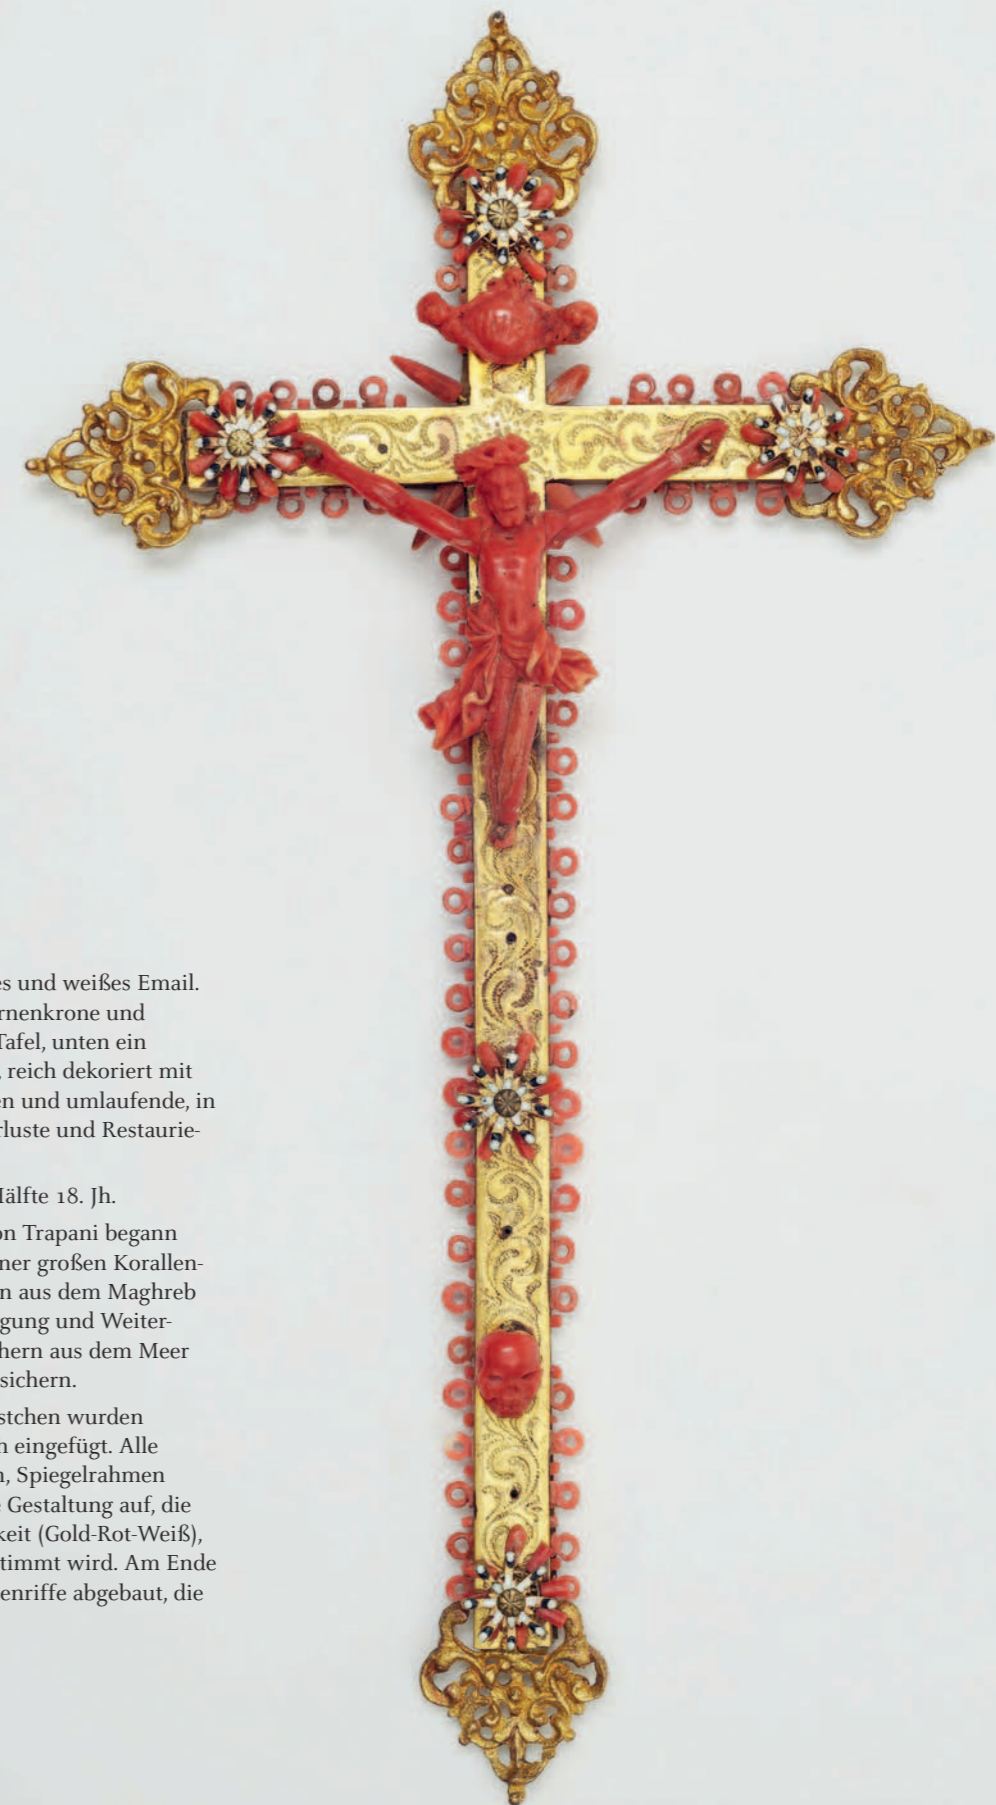 es und weißes Email.
rnenkrone und
Tafel, unten ein
, reich dekoriert mit
en und umlaufende, in
rluste und Restaurie-
Hälfte 18. Jh.
on Trapani begann
ner großen Korallen-
n aus dem Maghreb
gung und Weiter-
chern aus dem Meer
sichern.
stchen wurden
h eingefügt. Alle
n, Spiegelrahmen
e Gestaltung auf, die
keit (Gold-Rot-Weiß),
stimmt wird. Am Ende
enriffe abgebaut, die